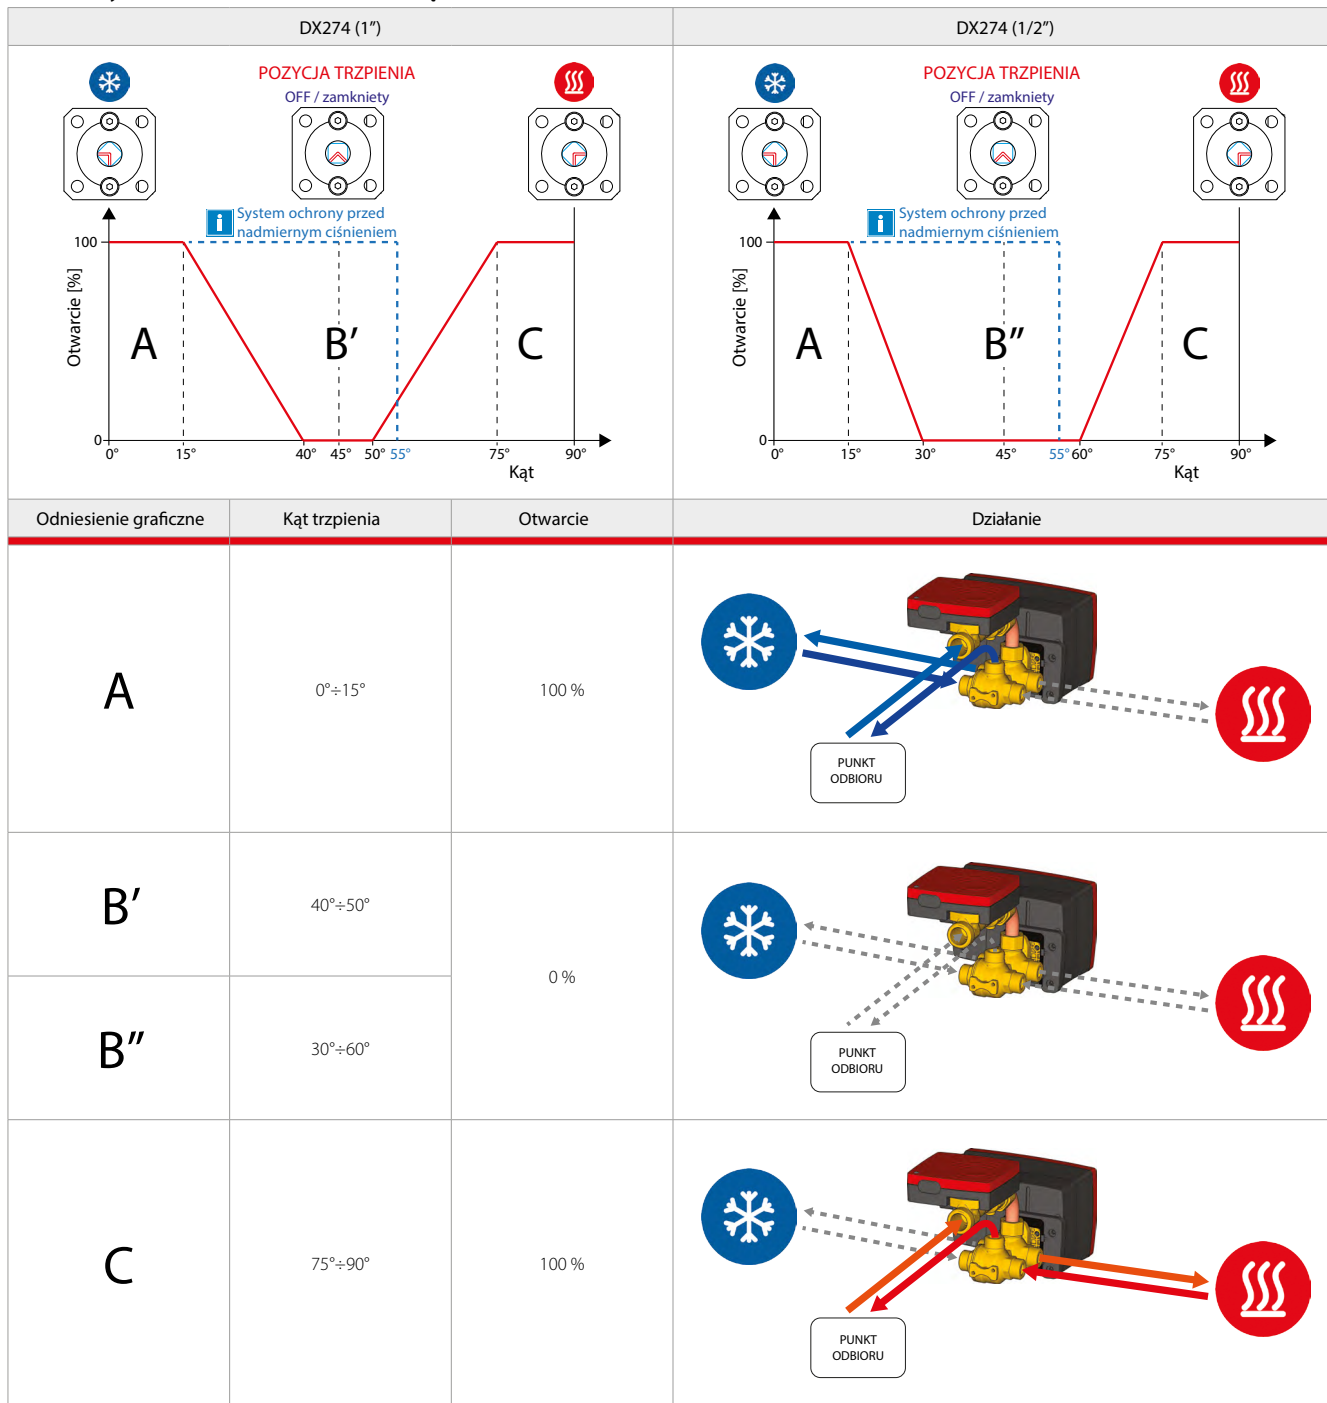 DX274 (1”)
DX274 (1/2”)
POZYCJA TRZPIENIA
OFF / zamkniety
System ochrony przed
nadmiernym ciśnieniem
100
Otwarcie [%]
A
B’
C
0
0°
15°
40°
45°
50°
55°
75°
90°
Kąt
POZYCJA TRZPIENIA
OFF / zamkniety
System ochrony przed
nadmiernym ciśnieniem
100
Otwarcie [%]
A
B”
C
0
0°
15°
30°
45°
55°
60°
75°
90°
Kąt
Odniesienie graficzne
Kąt trzpienia
Otwarcie
Działanie
A
0°÷15°
100 %
PUNKT
ODBIORU
B’
40°÷50°
0 %
B”
30°÷60°
PUNKT
ODBIORU
C
75°÷90°
100 %
PUNKT
ODBIORU